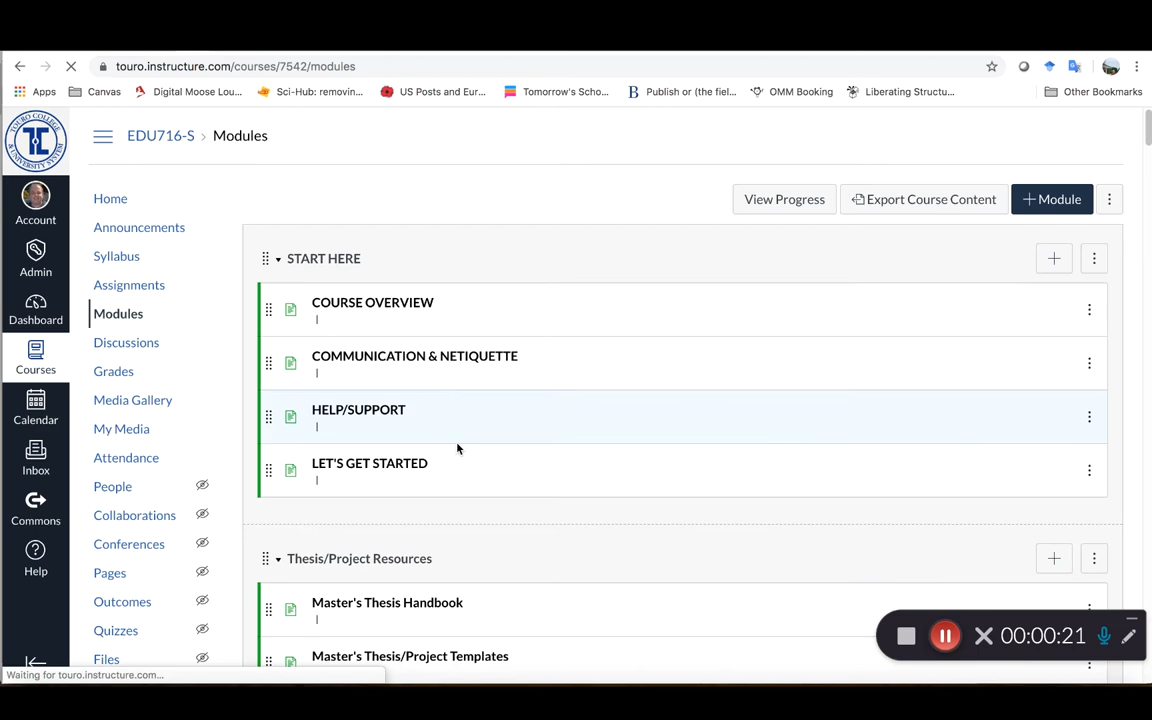 touro.instructure.com/courses/7542/modules
Apps Canvas Digital Moose Lou... Sci-Hub: removin... US Posts and Eur... Tomorrow's Scho... Publish or (the fiel... OMM Booking Liberating Structu... Other Bookmarks
TOURO COLLEGE & UNIVERSITY SYSTEM
EDU716-S > Modules
Account
Admin
Dashboard
Courses
Calendar
Inbox
Commons
Help
Home
Announcements
Syllabus
Assignments
Modules
Discussions
Grades
Media Gallery
My Media
Attendance
People
Collaborations
Conferences
Pages
Outcomes
Quizzes
Files
View Progress Export Course Content + Module
START HERE
COURSE OVERVIEW
|
COMMUNICATION & NETIQUETTE
|
HELP/SUPPORT
|
LET'S GET STARTED
|
Thesis/Project Resources
Master's Thesis Handbook
|
Master's Thesis/Project Templates
00:00:21
Waiting for touro.instructure.com...